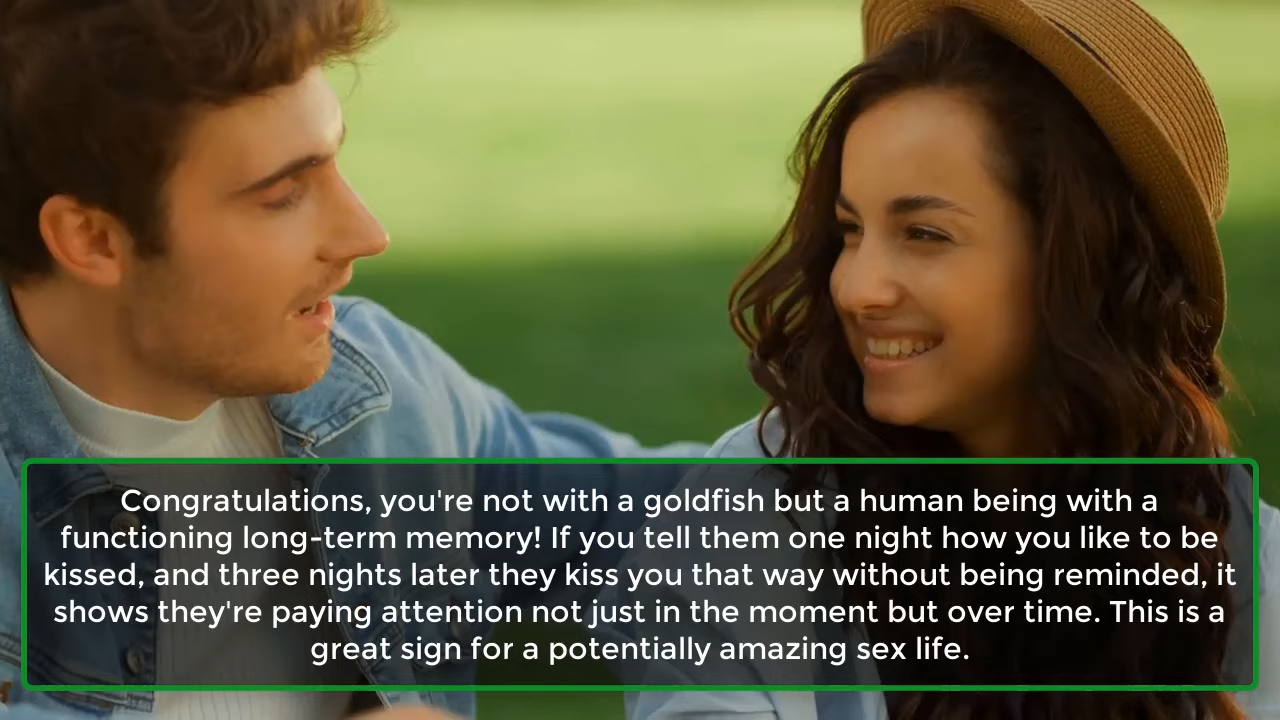 Congratulations, you're not with a goldfish but a human being with a
functioning long-term memory! If you tell them one night how you like to be
kissed, and three nights later they kiss you that way without being reminded, it
shows they're paying attention not just in the moment but over time. This is a
great sign for a potentially amazing sex life.